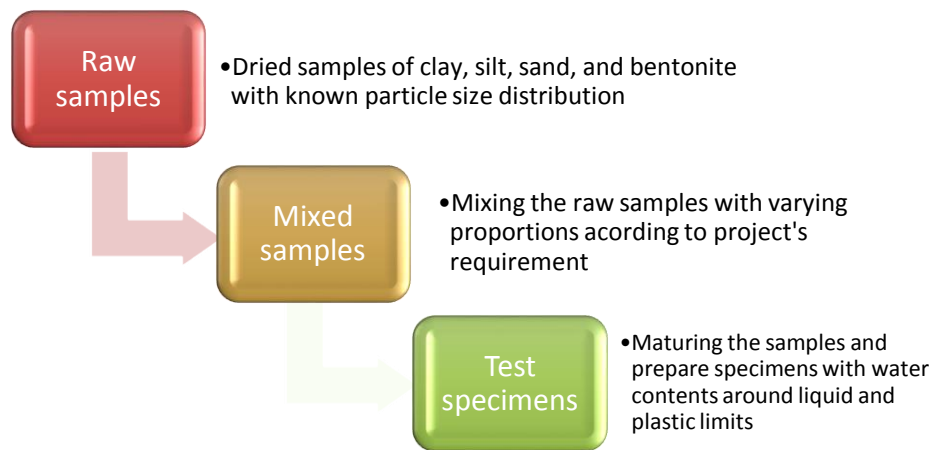 Raw
samples
•Dried samples of clay, silt, sand, and bentonite
with known particle size distribution
Mixed
samples
•Mixing the raw samples with varying
proportions acording to project's
requirement
Test
specimens
•Maturing the samples and
prepare specimens with water
contents around liquid and
plastic limits